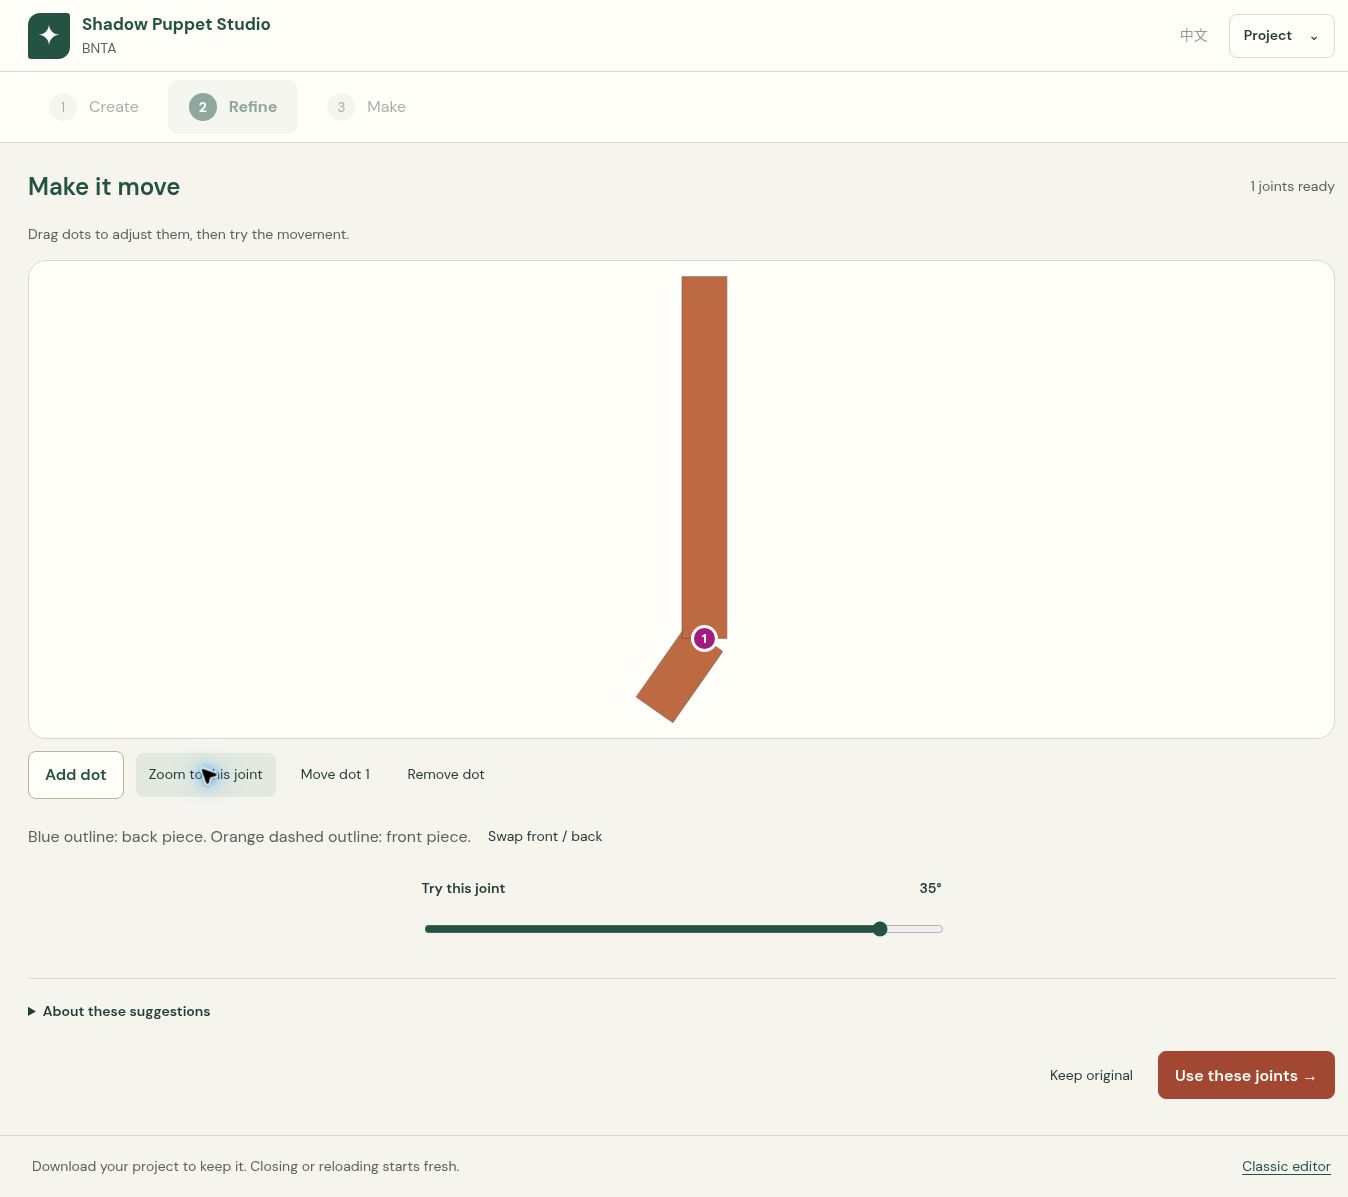 Shadow Puppet Studio
BNTA
中文
Project
1 Create
2 Refine
3 Make
Make it move
1 joints ready
Drag dots to adjust them, then try the movement.
1
Add dot
Zoom to this joint
Move dot 1
Remove dot
Blue outline: back piece. Orange dashed outline: front piece.
Swap front / back
Try this joint
35°
About these suggestions
Keep original
Use these joints →
Download your project to keep it. Closing or reloading starts fresh.
Classic editor